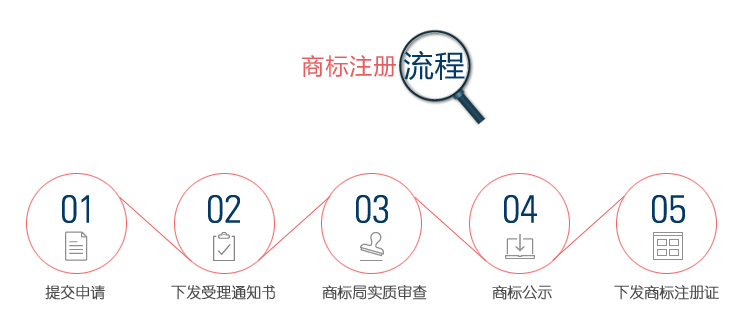 商标注册流程
01
02
03
04
05
提交申请
下发受理通知书
商标局实质审查
商标公示
下发商标注册证